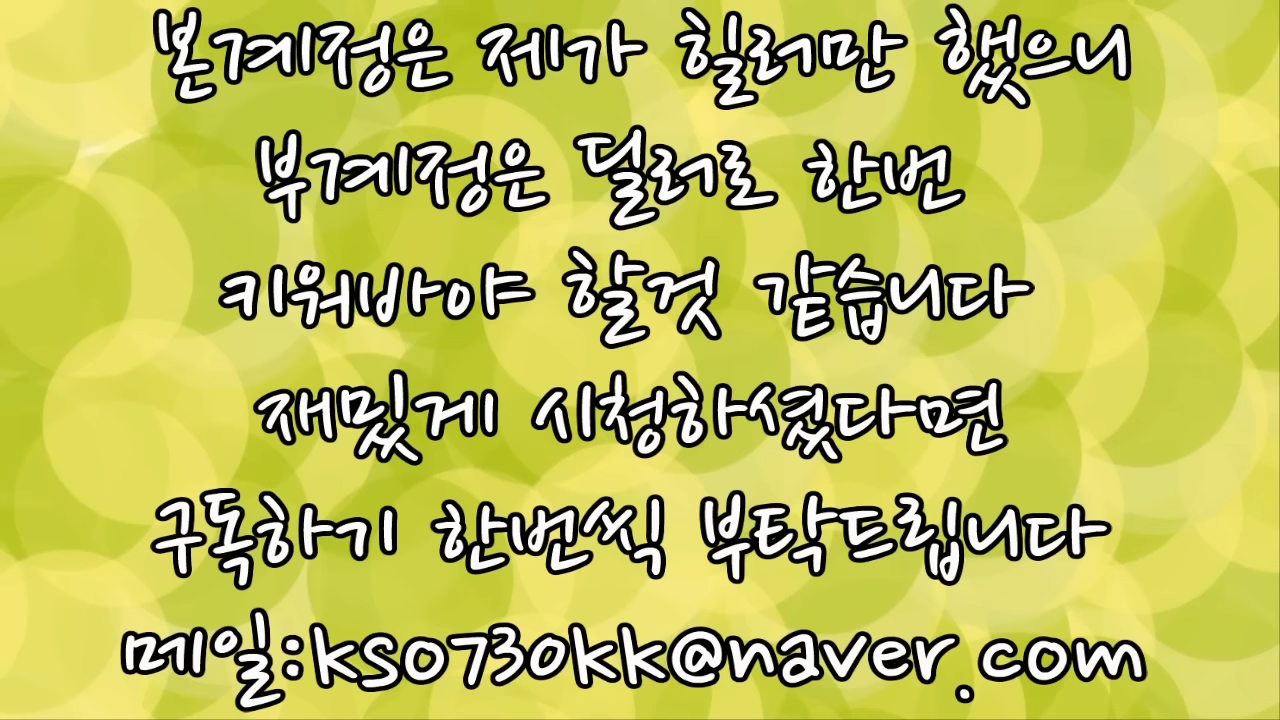 본계정은 제가 힐러만 했으니
부계정은 딜러로 한번
키워바야 할것 같습니다
재밌게 시청하셨다면
구독하기 한번씩 부탁드립니다
메일:kso730kk@naver.com